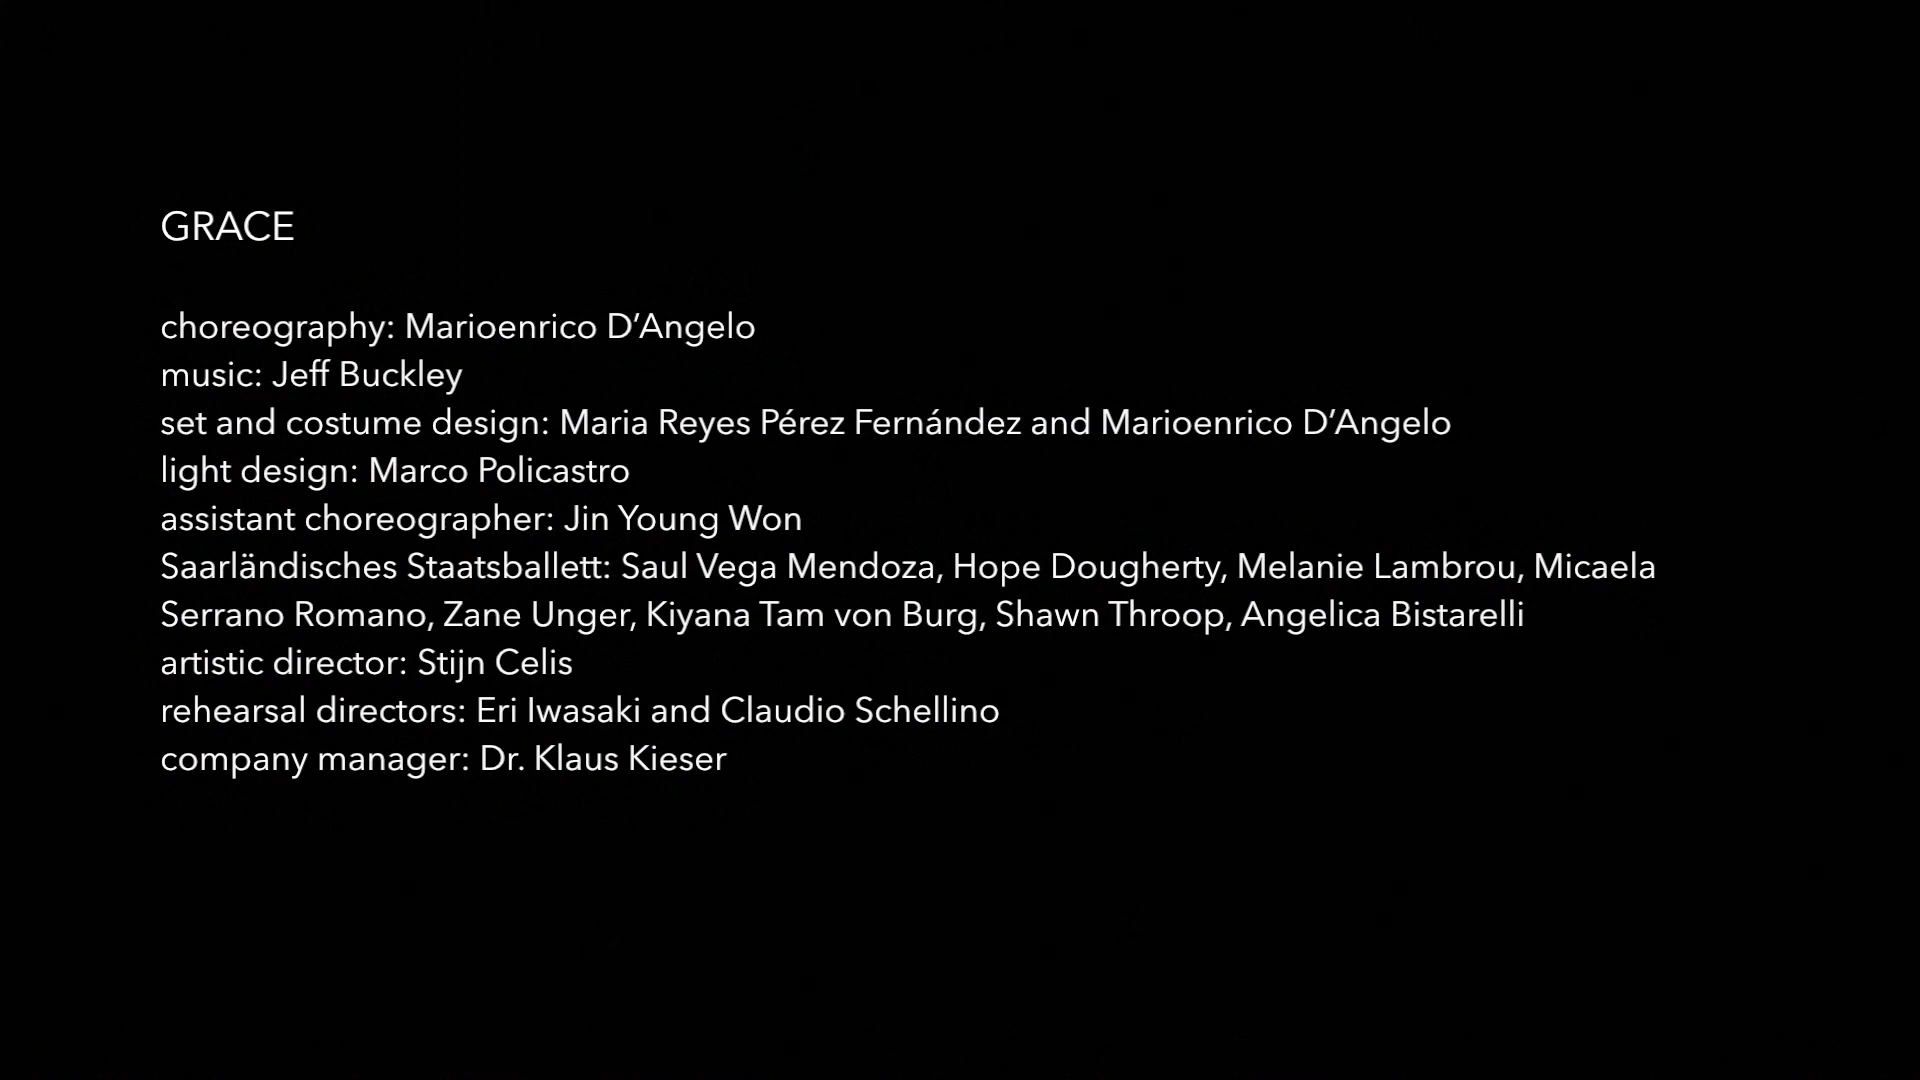 GRACE
choreography: Marioenrico D’Angelo
music: Jeff Buckley
set and costume design: Maria Reyes Pérez Fernández and Marioenrico D’Angelo
light design: Marco Policastro
assistant choreographer: Jin Young Won
Saarländisches Staatsballett: Saul Vega Mendoza, Hope Dougherty, Melanie Lambrou, Micaela
Serrano Romano, Zane Unger, Kiyana Tam von Burg, Shawn Throop, Angelica Bistarelli
artistic director: Stijn Celis
rehearsal directors: Eri Iwasaki and Claudio Schellino
company manager: Dr. Klaus Kieser